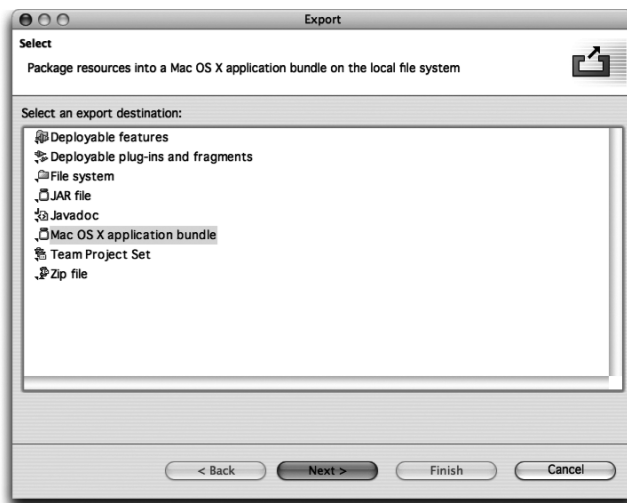 Export
Select
Package resources into a Mac OS X application bundle on the local file system
Select an export destination:
Deployable features
Deployable plug-ins and fragments
File system
JAR file
Javadoc
Mac OS X application bundle
Team Project Set
Zip file
< Back Next > Finish Cancel